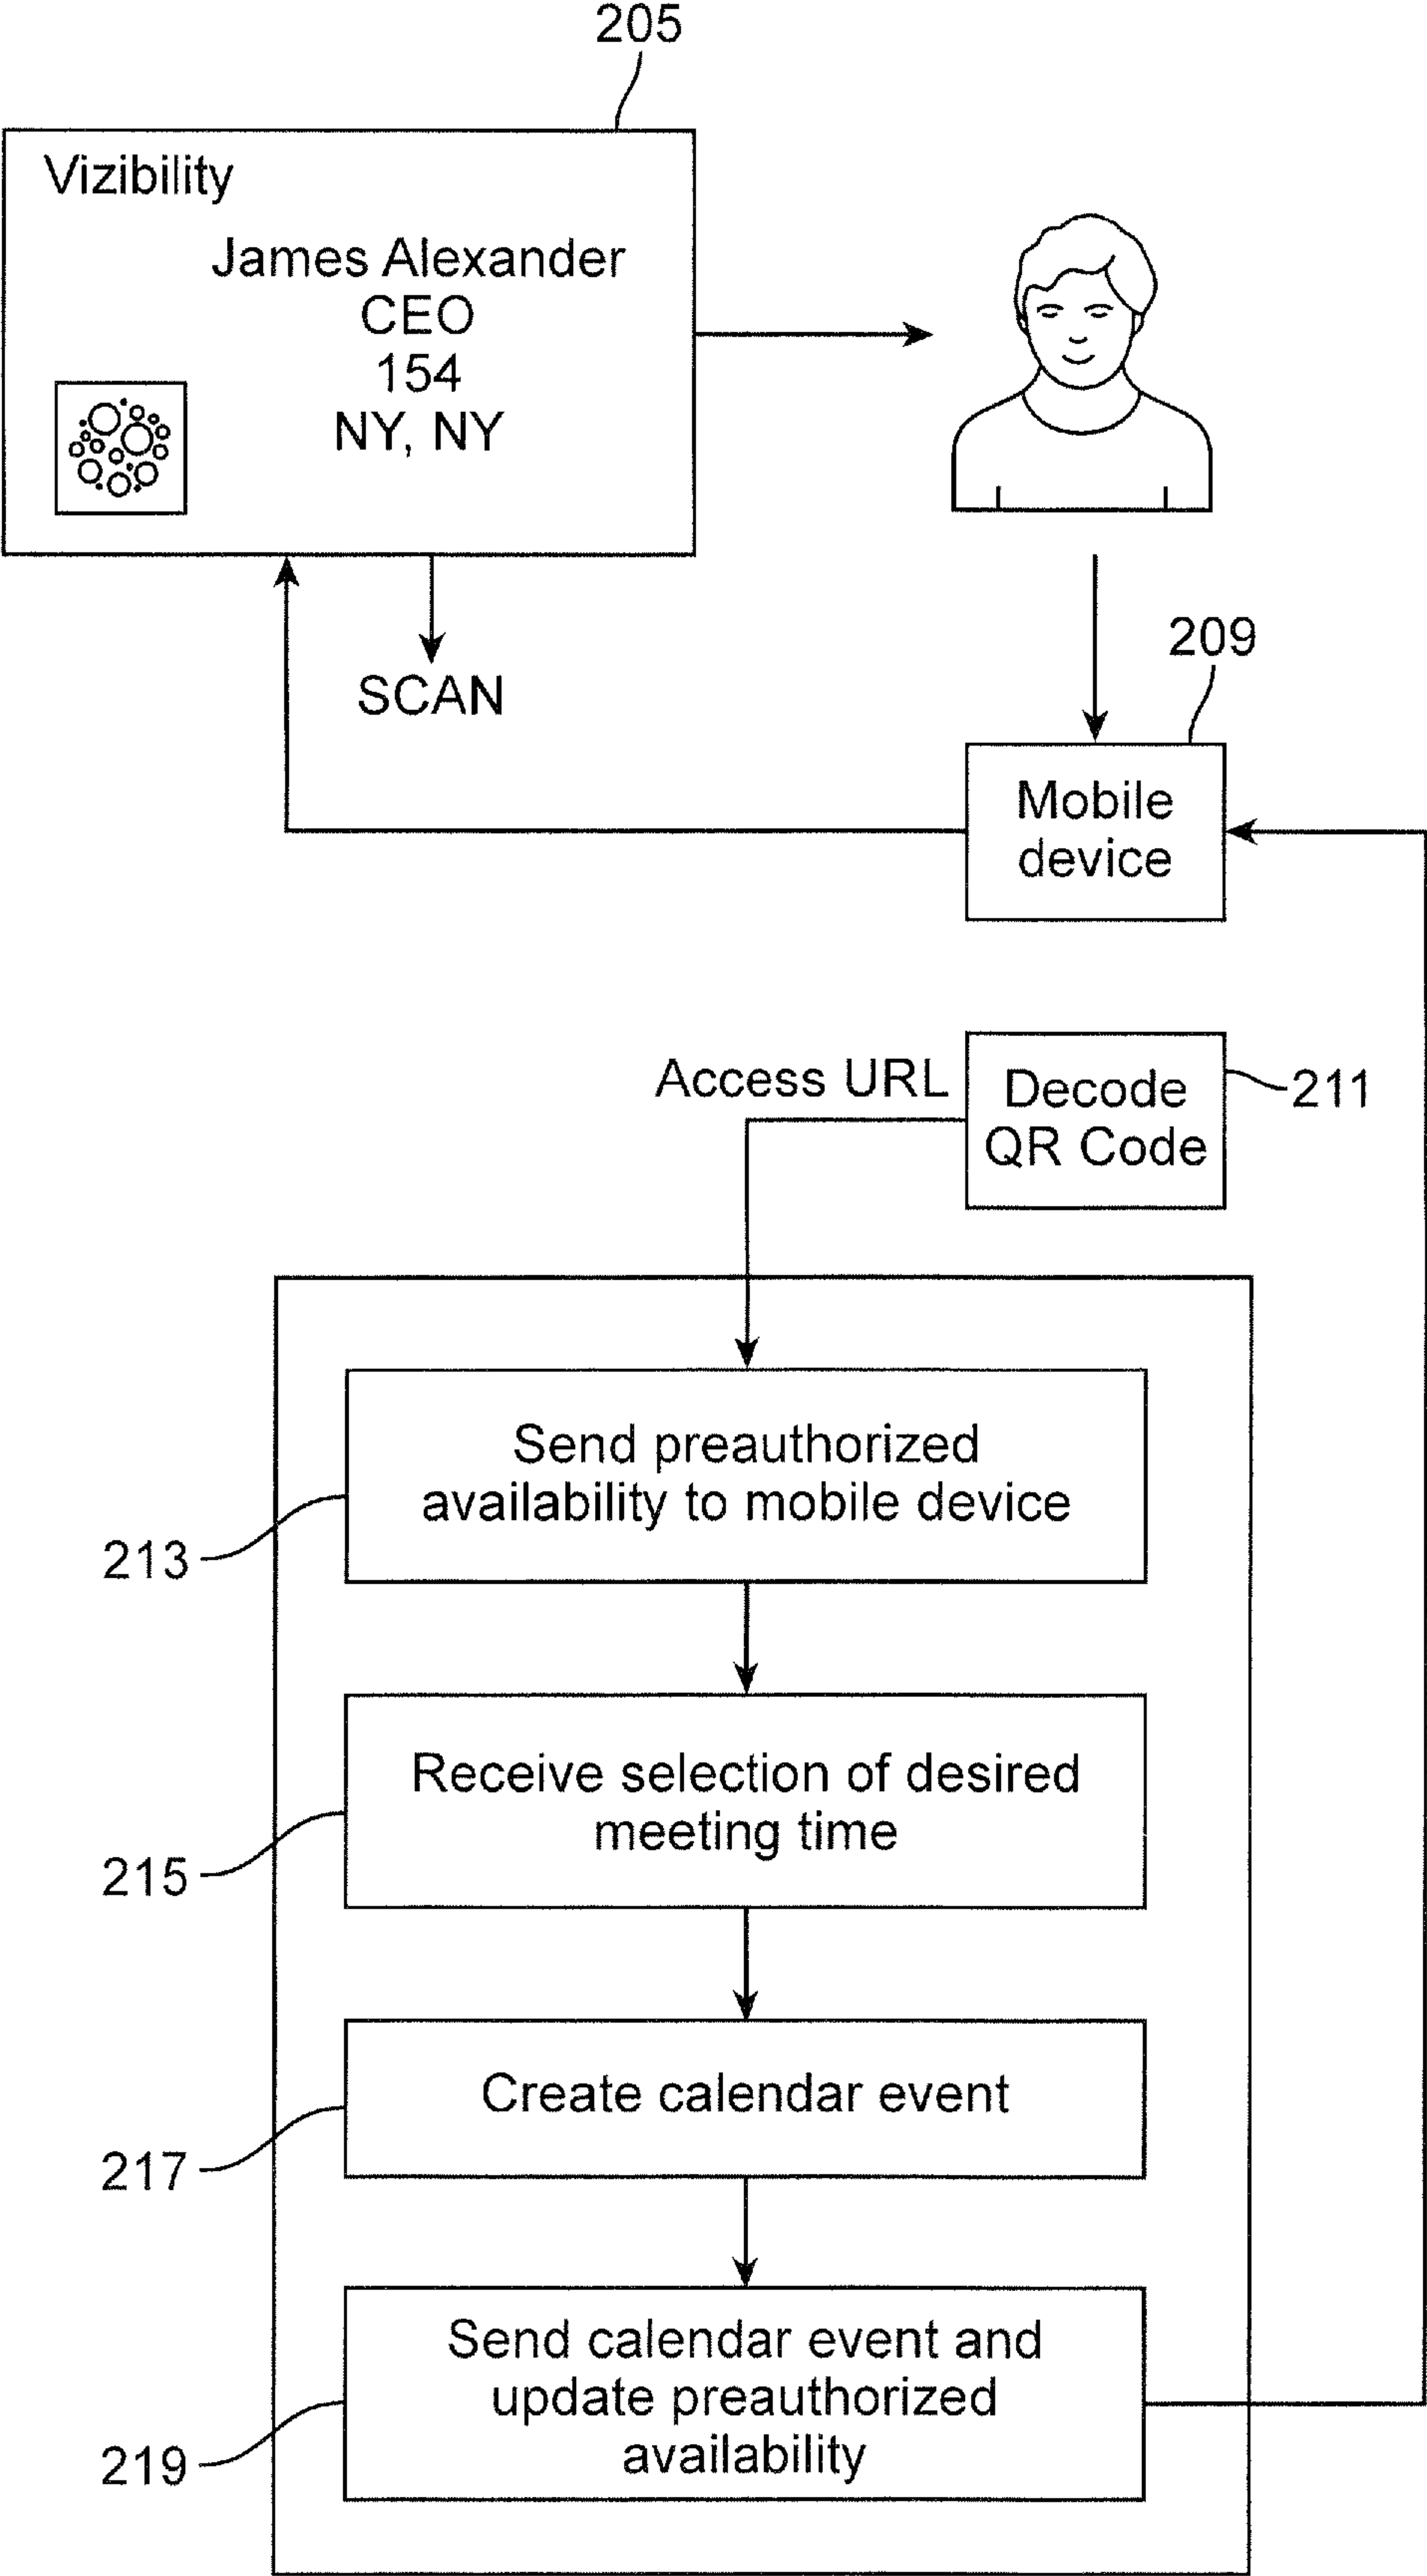 205
Vizibility
James Alexander
CEO
154
NY, NY
SCAN
209
Mobile
device
Access URL
Decode
QR Code
211
Send preauthorized
availability to mobile device
213
Receive selection of desired
meeting time
215
Create calendar event
217
Send calendar event and
update preauthorized
availability
219